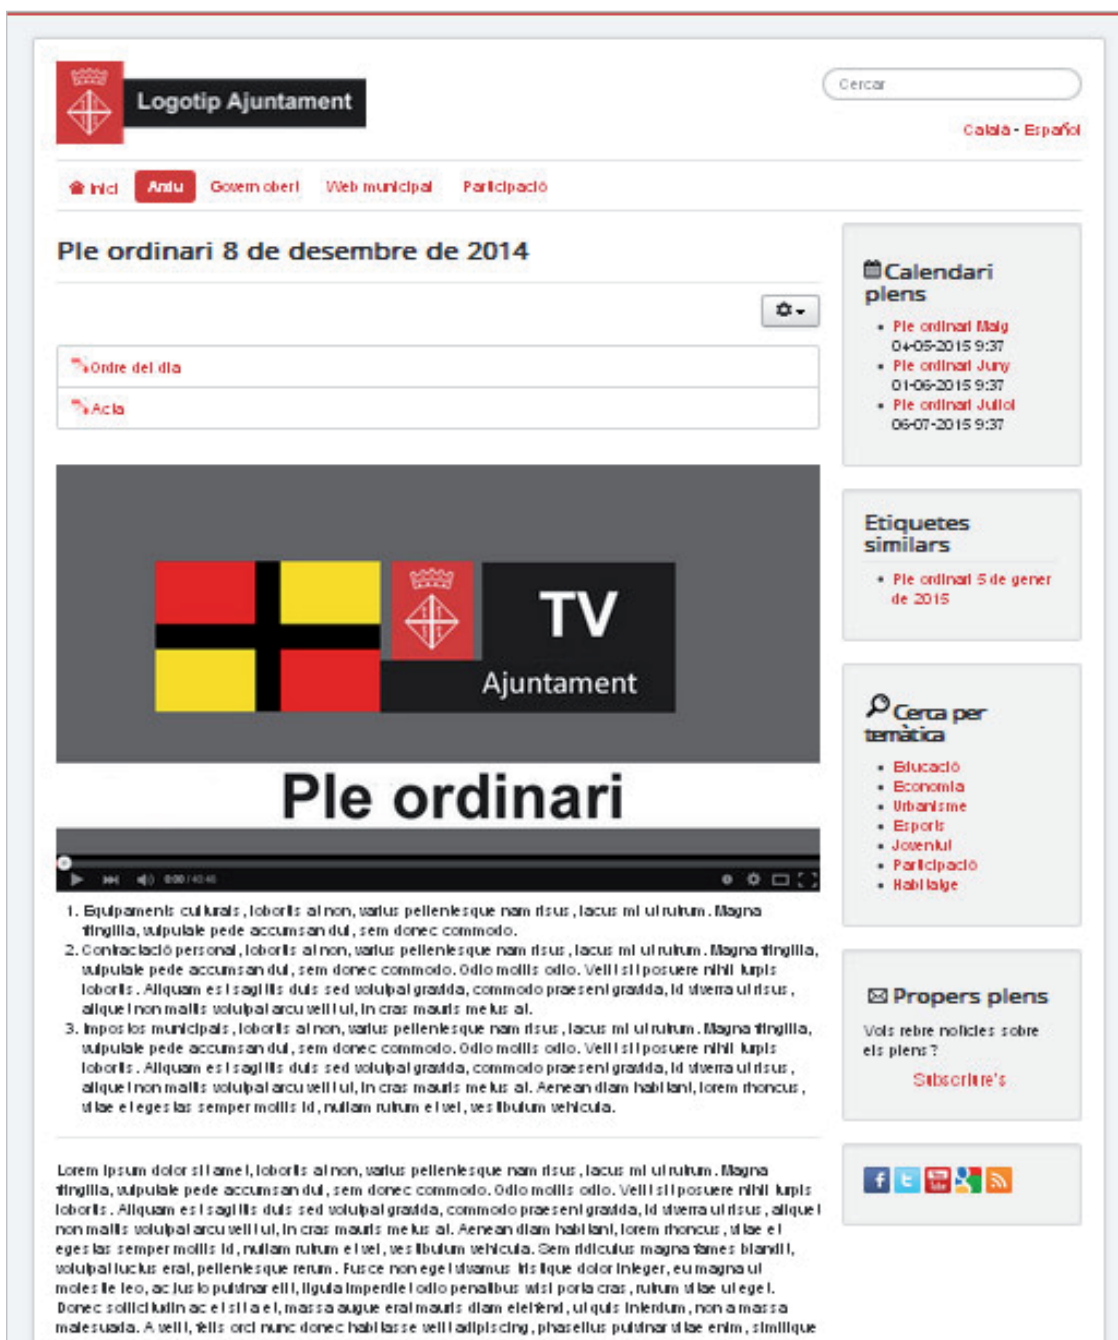 Logotip Ajuntament
Cercar
Català - Español
Inici Arxiu Govern obert Web municipal Participació
Ple ordinari 8 de desembre de 2014
Ordre del dia
Acta
TV
Ajuntament
Ple ordinari
0:00
1. Equipaments culturals, lobortis at non, varius pellentesque nam risus, lacus mi ut rutrum. Magna
fringilla, vulputate pede accumsan dui, sem donec commodo.
2. Contractació personal, lobortis at non, varius pellentesque nam risus, lacus mi ut rutrum. Magna fringilla,
vulputate pede accumsan dui, sem donec commodo. Odio mollis odio. Velit sit posuere nihil turpis
lobortis. Aliquam est sagittis duis sed volutpat gravida, commodo praesent gravida, id viverra ut risus,
aliquet non mattis volutpat arcu velit ut, in cras mauris metus at.
3. Impostos municipals, lobortis at non, varius pellentesque nam risus, lacus mi ut rutrum. Magna fringilla,
vulputate pede accumsan dui, sem donec commodo. Odio mollis odio. Velit sit posuere nihil turpis
lobortis. Aliquam est sagittis duis sed volutpat gravida, commodo praesent gravida, id viverra ut risus,
aliquet non mattis volutpat arcu velit ut, in cras mauris metus at. Aenean diam habitant, lorem rhoncus,
vitae et egestas semper mollis id, nullam rutrum et vel, vestibulum vehicula.
Lorem ipsum dolor sit amet, lobortis at non, varius pellentesque nam risus, lacus mi ut rutrum. Magna
fringilla, vulputate pede accumsan dui, sem donec commodo. Odio mollis odio. Velit sit posuere nihil turpis
lobortis. Aliquam est sagittis duis sed volutpat gravida, commodo praesent gravida, id viverra ut risus, aliquet
non mattis volutpat arcu velit ut, in cras mauris metus at. Aenean diam habitant, lorem rhoncus, vitae et
egestas semper mollis id, nullam rutrum et vel, vestibulum vehicula. Sem ridiculus magna fames blandit,
volutpat luctus erat, pellentesque rerum. Fusce non eget vivamus tristique dolor integer, eu magna ut
molestie leo, ac justo pulvinar elit, ligula imperdiet odio penatibus wisi porta cras, rutrum vitae ut eget.
Donec sollicitudin ac et sit a et, massa augue erat mauris diam eleifend, ut quis interdum, non a massa
malesuada. A velit, felis orci nunc donec habitasse velit adipiscing, phasellus pulvinar vitae enim, similique
Calendari
plens
• Ple ordinari Maig
04-05-2015 9:37
• Ple ordinari Juny
01-06-2015 9:37
• Ple ordinari Juliol
06-07-2015 9:37
Etiquetes
similars
• Ple ordinari 5 de gener
de 2015
Cerca per
temàtica
• Educació
• Economia
• Urbanisme
• Esports
• Joventut
• Participació
• Habitatge
Propers plens
Vols rebre notícies sobre
els plens?
Subscriure's